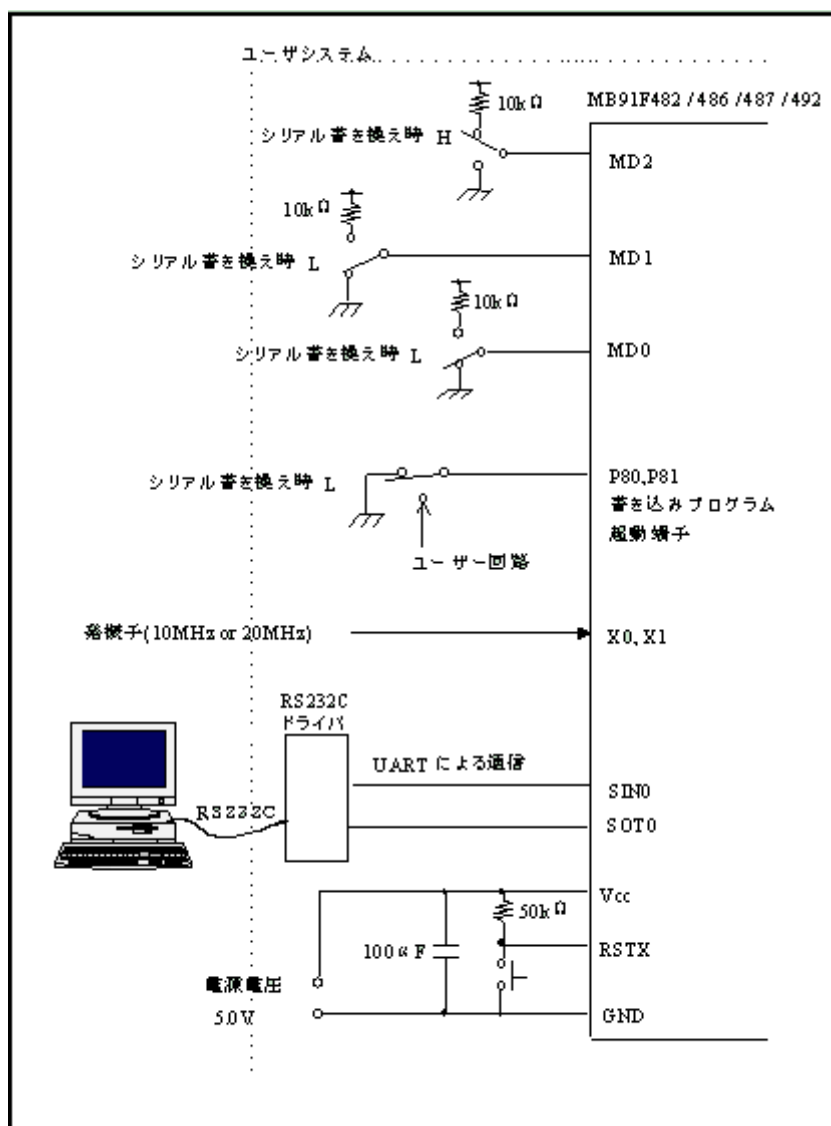 ユーザシステム
MB91F482 /486 /487 /492
10kΩ
シリアル書き換え時 H
MD2
10kΩ
シリアル書き換え時 L
MD1
10kΩ
シリアル書き換え時 L
MD0
シリアル書き換え時 L
P80,P81
書き込みプログラム
起動端子
ユーザー回路
発振子(10MHz or 20MHz)
X0,X1
RS232C
ドライバ
UART による通信
SIN0
RS232C
SOT0
Vcc
50kΩ
100αF
RSTX
電源電圧
5.0V
GND